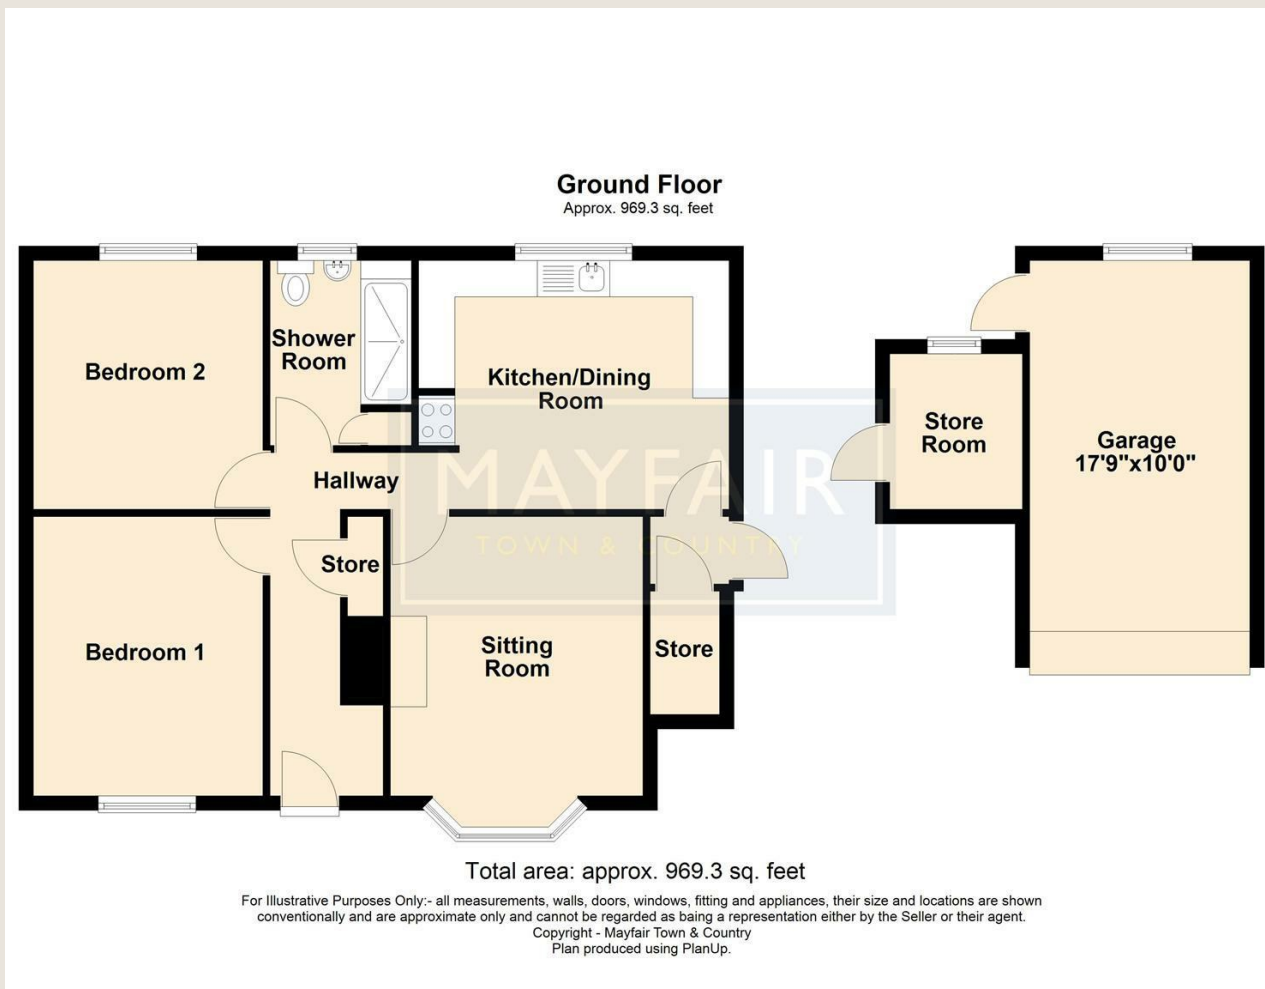 Ground Floor
Approx. 969.3 sq. feet
Bedroom 2
Shower
Room
Kitchen/Dining
Room
Store
Room
Garage
17'9"x10'0"
MAYFAIR
TOWN & COUNTRY
Hallway
Store
Bedroom 1
Sitting
Room
Store
Total area: approx. 969.3 sq. feet
For Illustrative Purposes Only:- all measurements, walls, doors, windows, fitting and appliances, their size and locations are shown
conventionally and are approximate only and cannot be regarded as baing a representation either by the Seller or their agent.
Copyright - Mayfair Town & Country
Plan produced using PlanUp.